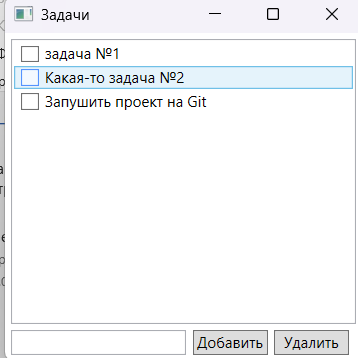 Задачи
задача №1
Какая-то задача №2
Запушить проект на Git
Добавить Удалить